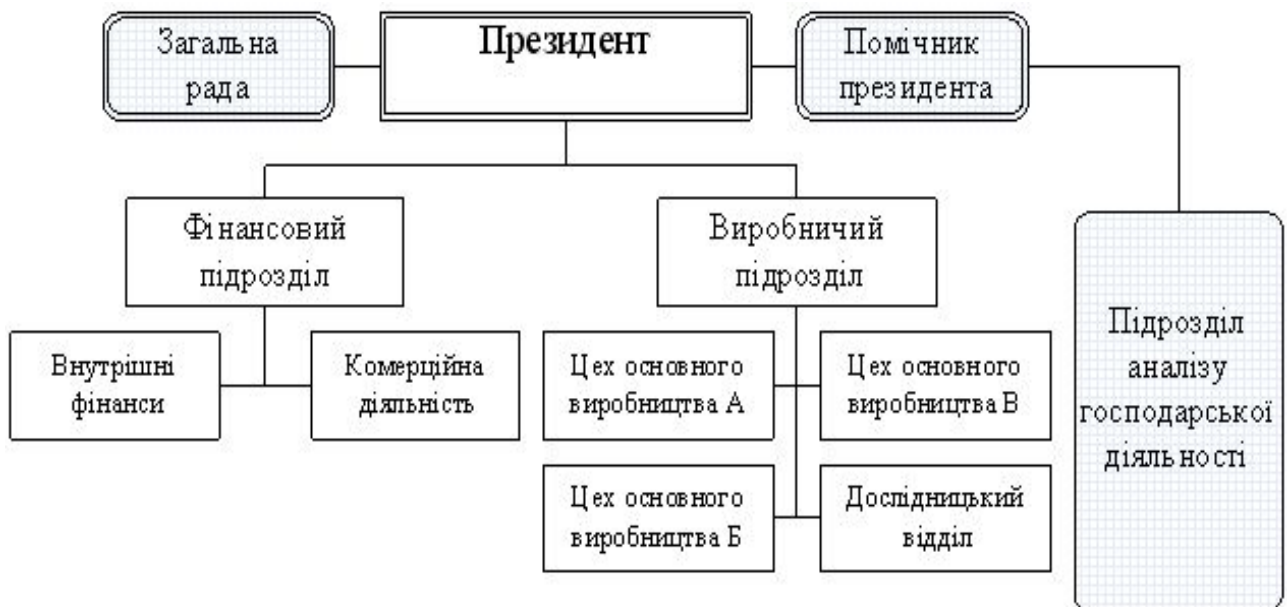 Загальна
рада
Президент
Помічник
президента
Фінансовий
підрозділ
Виробничий
підрозділ
Внутрішні
фінанси
Комерційна
діяльність
Цех основного
виробництва А
Цех основного
виробництва В
Цех основного
виробництва Б
Дослідницький
відділ
Підрозділ
аналізу
господарської
діяльності